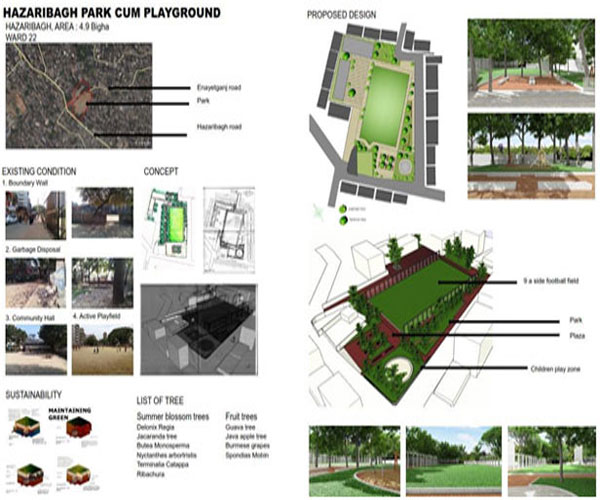 HAZARIBAGH PARK CUM PLAYGROUND
HAZARIBAGH, AREA : 4.9 Bigha
WARD 22
Enayetganj road
Park
Hazaribagh road
EXISTING CONDITION
1. Boundary Wall
2. Garbage Disposal
3. Community Hall
4. Active Playfield
CONCEPT
SUSTAINABILITY
MAINTAINING
GREEN
LIST OF TREE
Summer blossom trees
Delonix Regia
Jacaranda tree
Butea Monosperma
Nyctanthes arbortristis
Terminalia Catappa
Ribachura
Fruit trees
Guava tree
Java apple tree
Burmese grapes
Spondias Mobin
PROPOSED DESIGN
9 a side football field
Park
Plaza
Children play zone